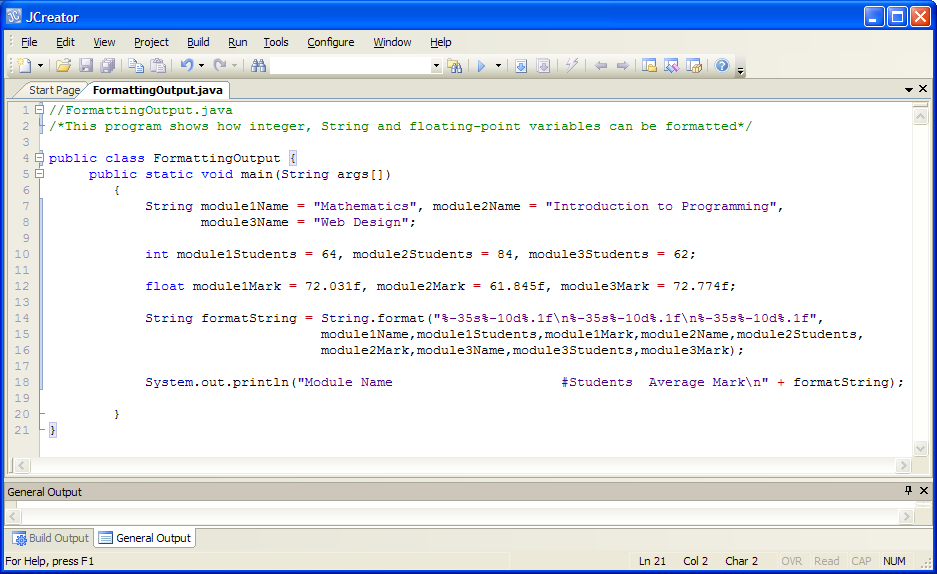 JCreator
File Edit View Project Build Run Tools Configure Window Help
Start Page FormattingOutput.java
1 //FormattingOutput.java
2 /*This program shows how integer, String and floating-point variables can be formatted*/
3
4 public class FormattingOutput {
5 public static void main(String args[])
6 {
7 String module1Name = "Mathematics", module2Name = "Introduction to Programming",
8 module3Name = "Web Design";
9
10 int module1Students = 64, module2Students = 84, module3Students = 62;
11
12 float module1Mark = 72.031f, module2Mark = 61.845f, module3Mark = 72.774f;
13
14 String formatString = String.format("%-35s%-10d%.1f\n%-35s%-10d%.1f\n%-35s%-10d%.1f",
15 module1Name,module1Students,module1Mark,module2Name,module2Students,
16 module2Mark,module3Name,module3Students,module3Mark);
17
18 System.out.println("Module Name                     #Students  Average Mark\n" + formatString);
19
20 }
21 }
General Output
Build Output General Output
For Help, press F1 Ln 21 Col 2 Char 2 OVR Read CAP NUM